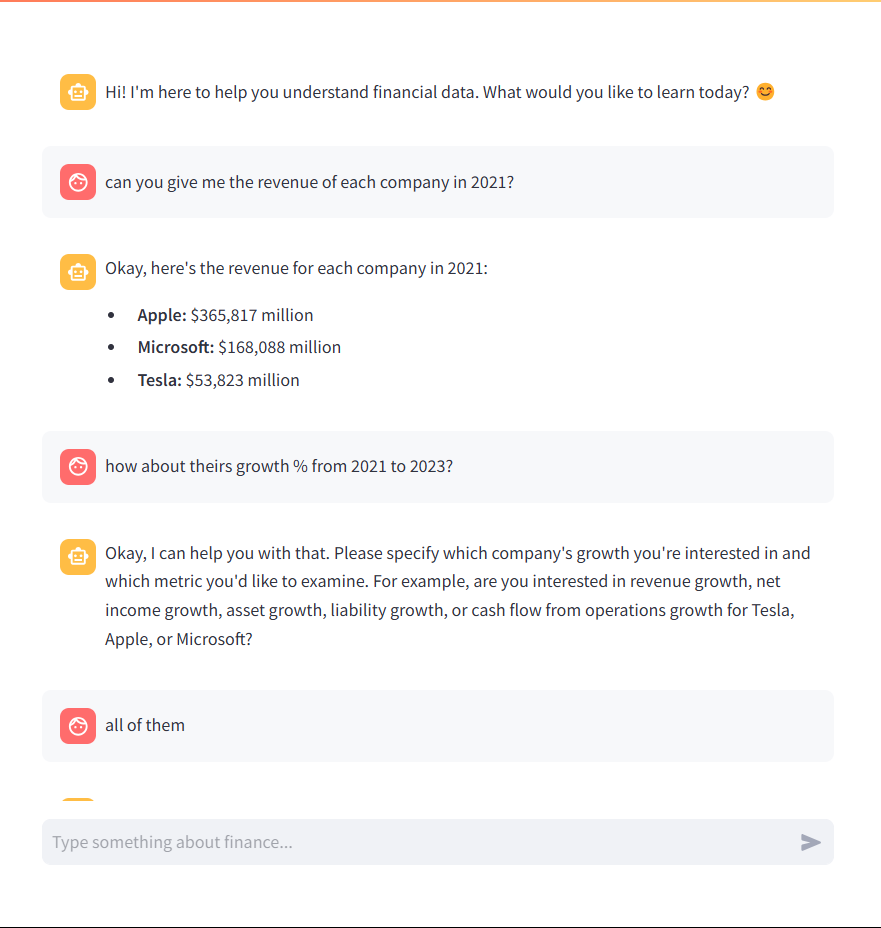 Hi! I'm here to help you understand financial data. What would you like to learn today? 😊
can you give me the revenue of each company in 2021?
Okay, here's the revenue for each company in 2021:
• Apple: $365,817 million
• Microsoft: $168,088 million
• Tesla: $53,823 million
how about theirs growth % from 2021 to 2023?
Okay, I can help you with that. Please specify which company's growth you're interested in and
which metric you'd like to examine. For example, are you interested in revenue growth, net
income growth, asset growth, liability growth, or cash flow from operations growth for Tesla,
Apple, or Microsoft?
all of them
Type something about finance...